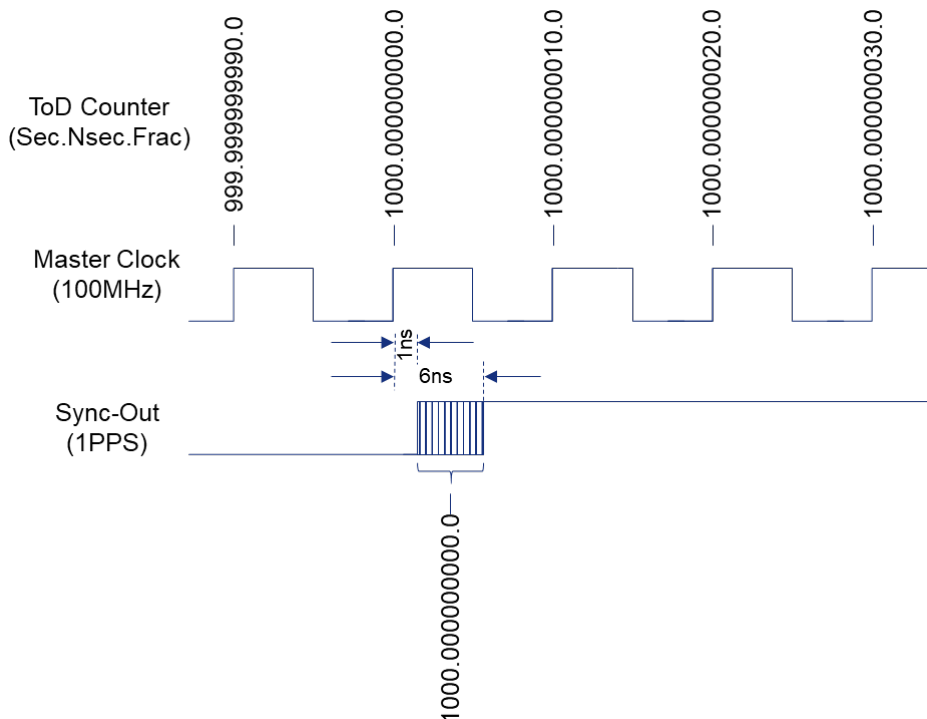 999.999999990.0
1000.000000000.0
1000.000000010.0
1000.000000020.0
1000.000000030.0
ToD Counter
(Sec.Nsec.Frac)
Master Clock
(100MHz)
1ns
6ns
Sync-Out
(1PPS)
1000.000000000.0